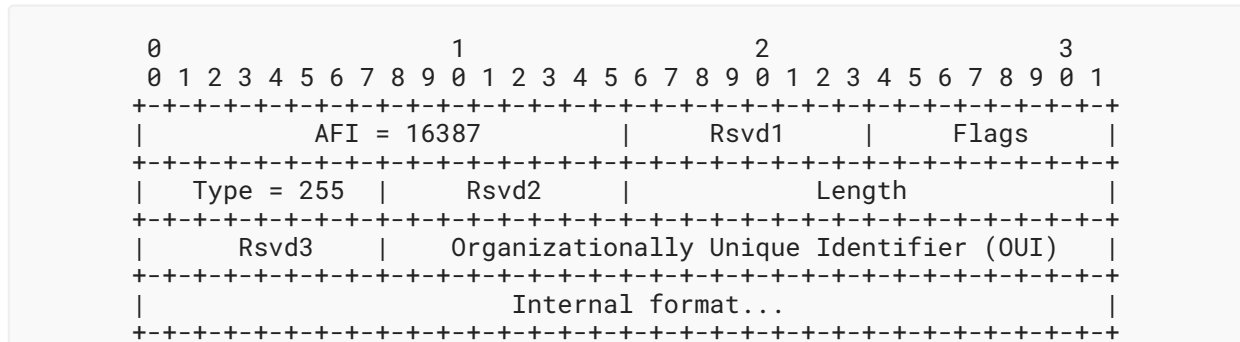 0                   1                   2                   3
 0 1 2 3 4 5 6 7 8 9 0 1 2 3 4 5 6 7 8 9 0 1 2 3 4 5 6 7 8 9 0 1
+-+-+-+-+-+-+-+-+-+-+-+-+-+-+-+-+-+-+-+-+-+-+-+-+-+-+-+-+-+-+-+-+
|           AFI = 16387         |     Rsvd1     |     Flags     |
+-+-+-+-+-+-+-+-+-+-+-+-+-+-+-+-+-+-+-+-+-+-+-+-+-+-+-+-+-+-+-+-+
|   Type = 255  |     Rsvd2     |            Length             |
+-+-+-+-+-+-+-+-+-+-+-+-+-+-+-+-+-+-+-+-+-+-+-+-+-+-+-+-+-+-+-+-+
|      Rsvd3    |    Organizationally Unique Identifier (OUI)   |
+-+-+-+-+-+-+-+-+-+-+-+-+-+-+-+-+-+-+-+-+-+-+-+-+-+-+-+-+-+-+-+-+
|                        Internal format...                     |
+-+-+-+-+-+-+-+-+-+-+-+-+-+-+-+-+-+-+-+-+-+-+-+-+-+-+-+-+-+-+-+-+